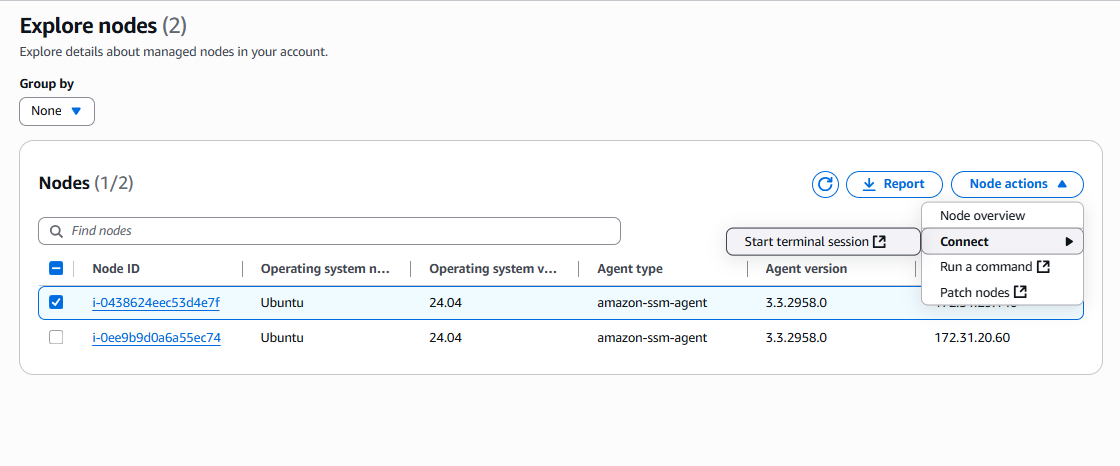 Explore nodes (2)
Explore details about managed nodes in your account.
Group by
None
Nodes (1/2)
Report
Node actions
Find nodes
Node overview
Start terminal session
Connect
Run a command
Patch nodes
Node ID Operating system n... Operating system v... Agent type Agent version
i-0438624eec53d4e7f Ubuntu 24.04 amazon-ssm-agent 3.3.2958.0
i-0ee9b9d0a6a55ec74 Ubuntu 24.04 amazon-ssm-agent 3.3.2958.0 172.31.20.60